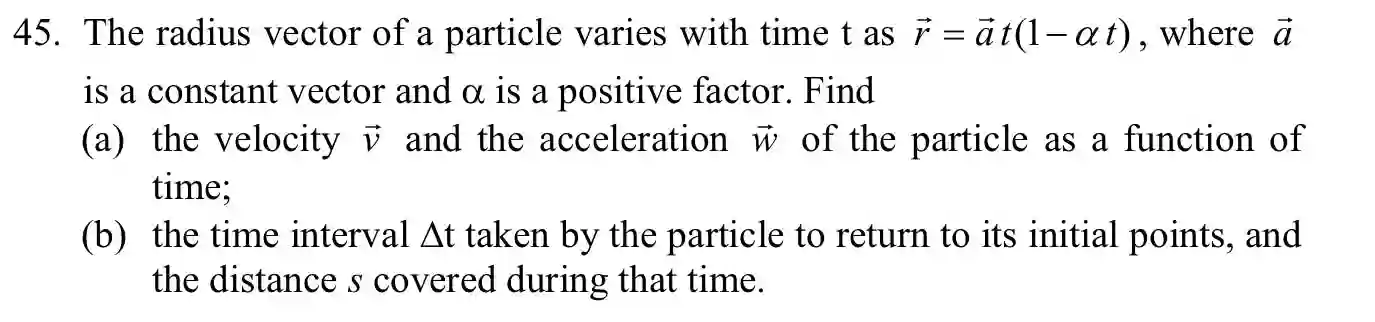 45. The radius vector of a particle varies with time t as $\vec{r} = \vec{a}\,t(1-\alpha\,t)$, where $\vec{a}$
is a constant vector and α is a positive factor. Find
(a) the velocity $\vec{v}$ and the acceleration $\vec{w}$ of the particle as a function of
time;
(b) the time interval Δt taken by the particle to return to its initial points, and
the distance s covered during that time.